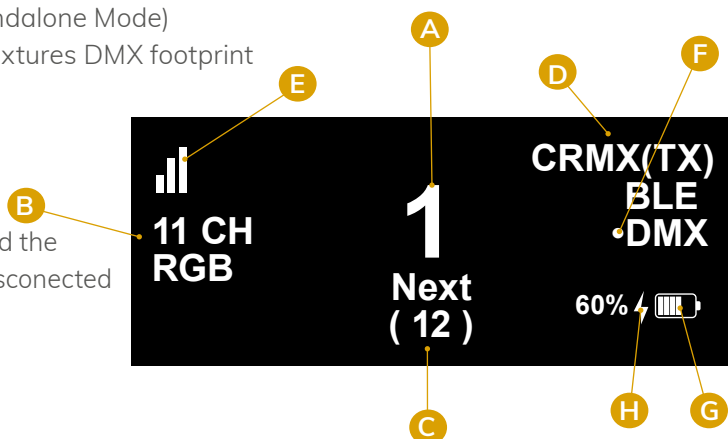 ndalone Mode)
xtures DMX footprint
A
F
E
D
CRMX(TX)
BLE
•DMX
B
d the
sconected
11 CH
RGB
1
Next
( 12 )
60%
H
G
C